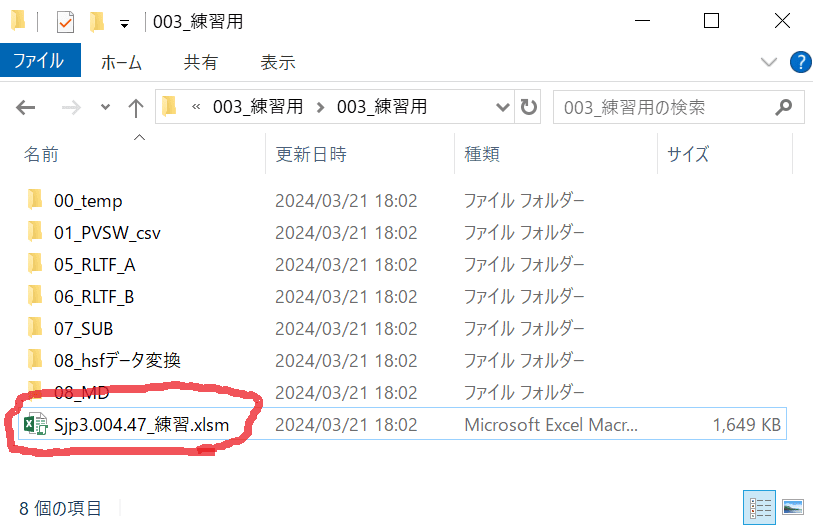 003_練習用
ファイル ホーム 共有 表示
« 003_練習用 > 003_練習用 003_練習用の検索
名前 更新日時 種類 サイズ
00_temp 2024/03/21 18:02 ファイル フォルダー
01_PVSW_csv 2024/03/21 18:02 ファイル フォルダー
05_RLTF_A 2024/03/21 18:02 ファイル フォルダー
06_RLTF_B 2024/03/21 18:02 ファイル フォルダー
07_SUB 2024/03/21 18:02 ファイル フォルダー
08_hsfデータ変換 2024/03/21 18:02 ファイル フォルダー
08_MD 2024/03/21 18:02 ファイル フォルダー
Sjp3.004.47_練習.xlsm 2024/03/21 18:02 Microsoft Excel Macr... 1,649 KB
8 個の項目